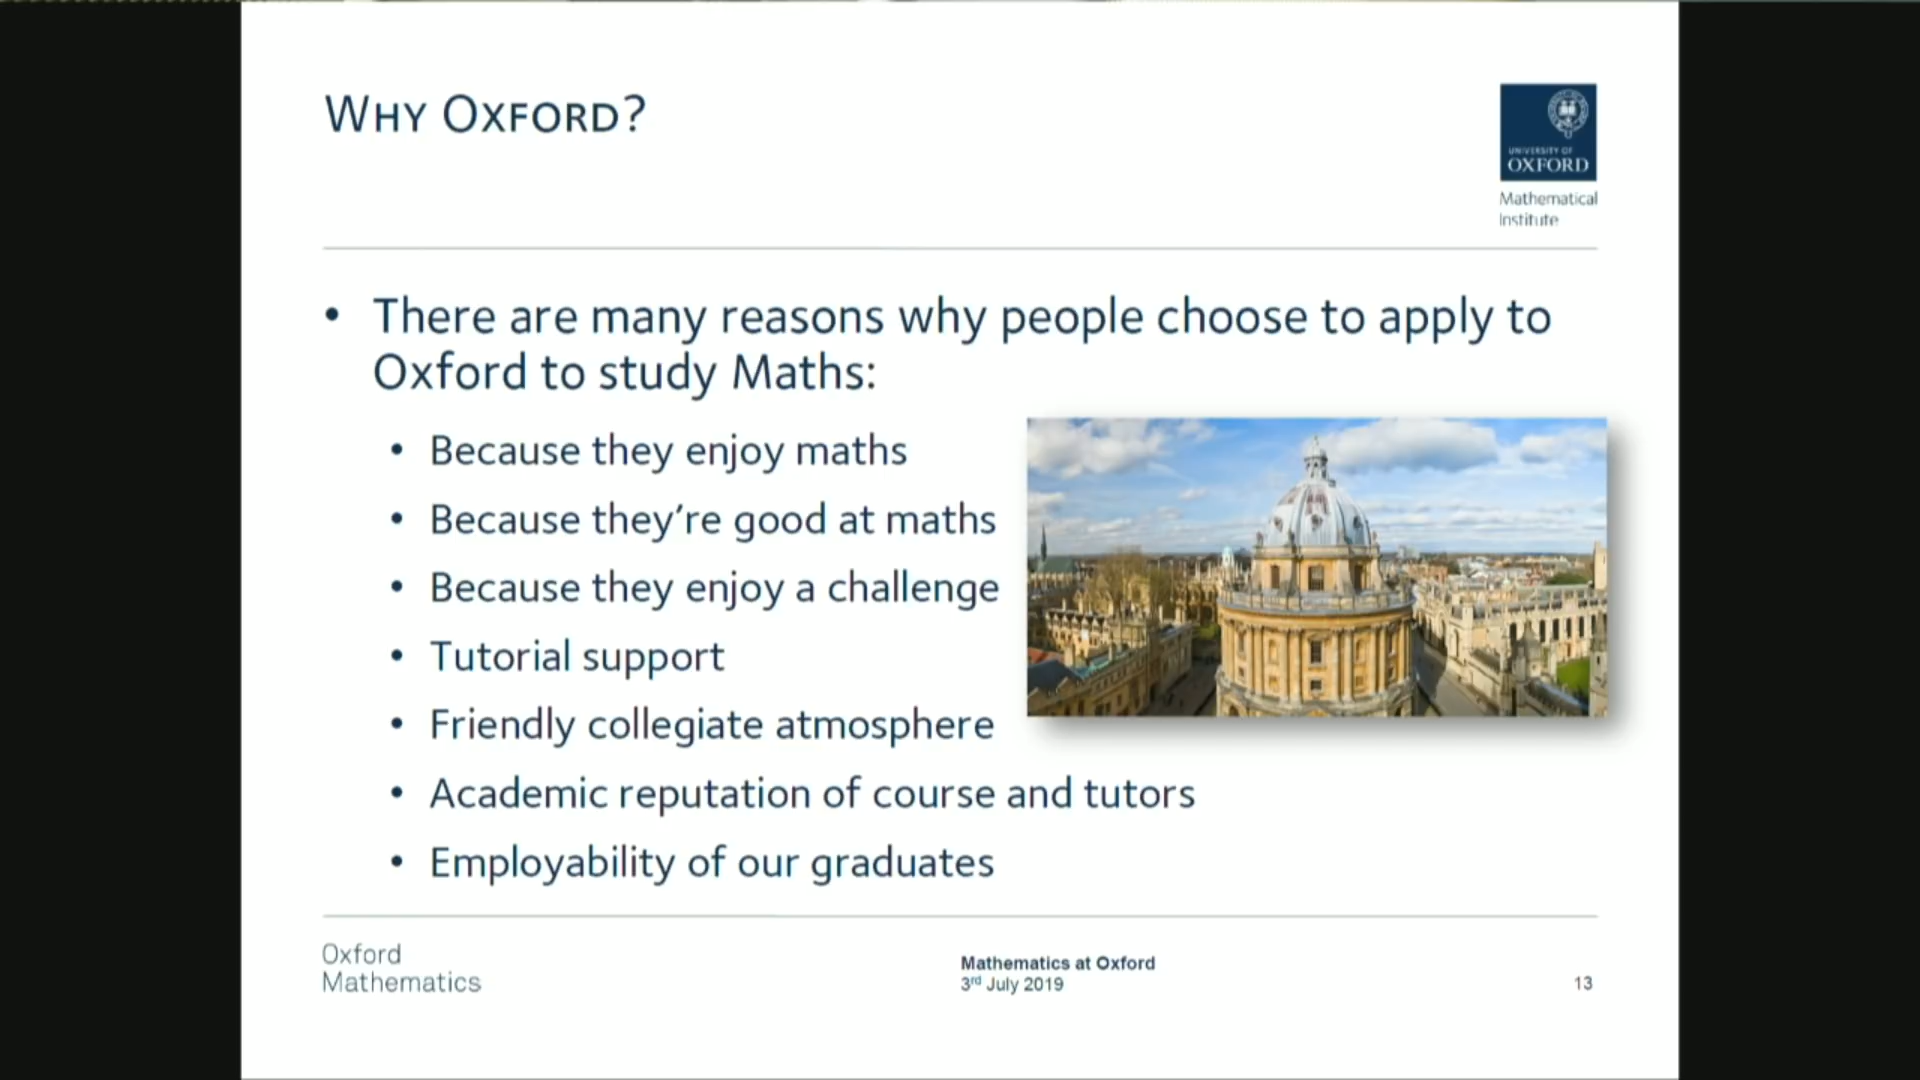 WHY OXFORD?
UNIVERSITY OF
OXFORD
Mathematical
Institute
• There are many reasons why people choose to apply to
Oxford to study Maths:
• Because they enjoy maths
• Because they’re good at maths
• Because they enjoy a challenge
• Tutorial support
• Friendly collegiate atmosphere
• Academic reputation of course and tutors
• Employability of our graduates
Oxford
Mathematics
Mathematics at Oxford
3rd July 2019
13